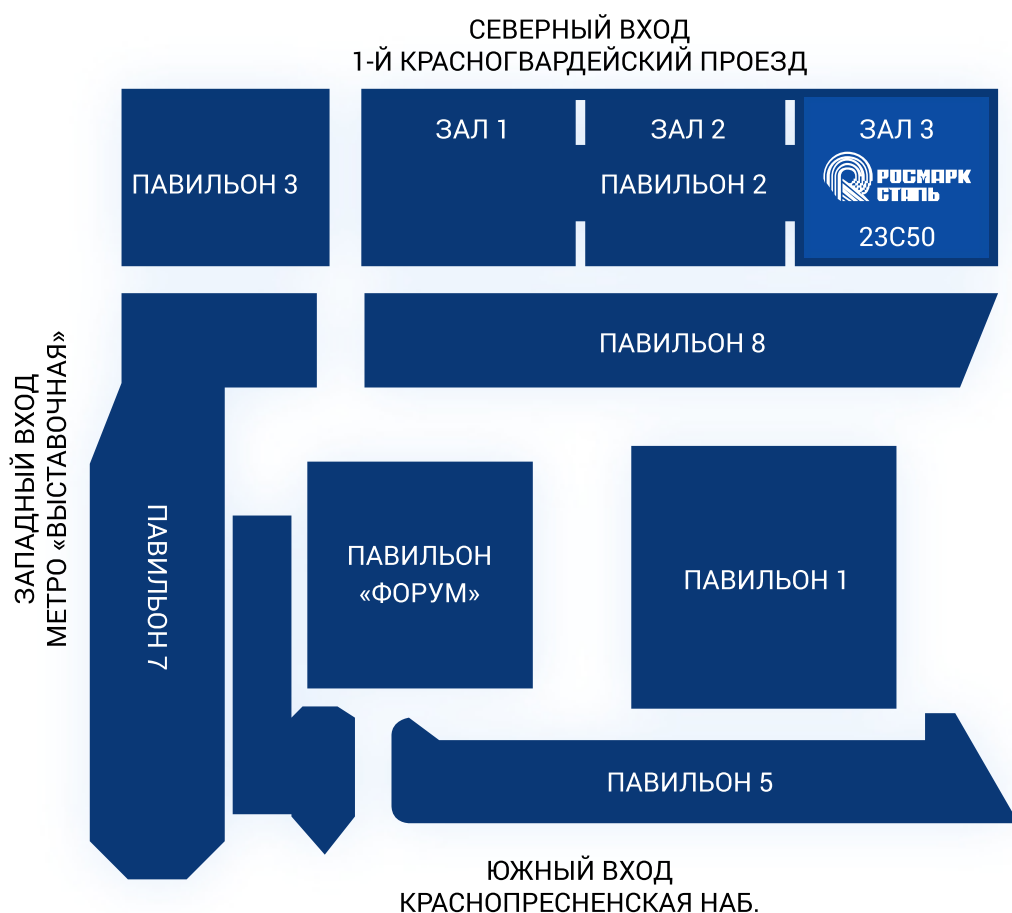 СЕВЕРНЫЙ ВХОД
1-Й КРАСНОГВАРДЕЙСКИЙ ПРОЕЗД
ЗАЛ 1
ЗАЛ 2
ЗАЛ 3
ПАВИЛЬОН 3
ПАВИЛЬОН 2
РОСМАРК
СТАЛЬ
23C50
ПАВИЛЬОН 8
ЗАПАДНЫЙ ВХОД
МЕТРО «ВЫСТАВОЧНАЯ»
ПАВИЛЬОН 7
ПАВИЛЬОН
«ФОРУМ»
ПАВИЛЬОН 1
ПАВИЛЬОН 5
ЮЖНЫЙ ВХОД
КРАСНОПРЕСНЕНСКАЯ НАБ.